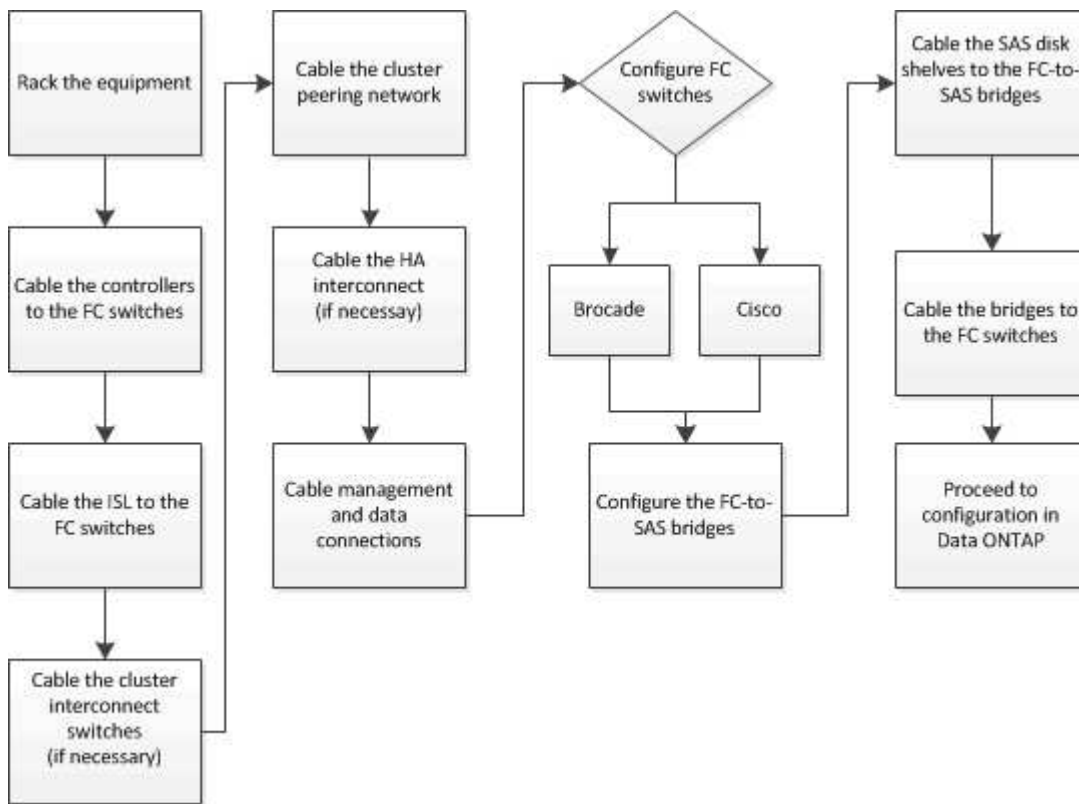 Rack the equipment
Cable the controllers
to the FC switches
Cable the ISL to the
FC switches
Cable the cluster
interconnect
switches
(if necessary)
Cable the cluster
peering network
Cable the HA
interconnect
(if necessay)
Cable management
and data
connections
Configure FC
switches
Brocade
Cisco
Configure the FC-to-
SAS bridges
Cable the SAS disk
shelves to the FC-to-
SAS bridges
Cable the bridges to
the FC switches
Proceed to
configuration in
Data ONTAP